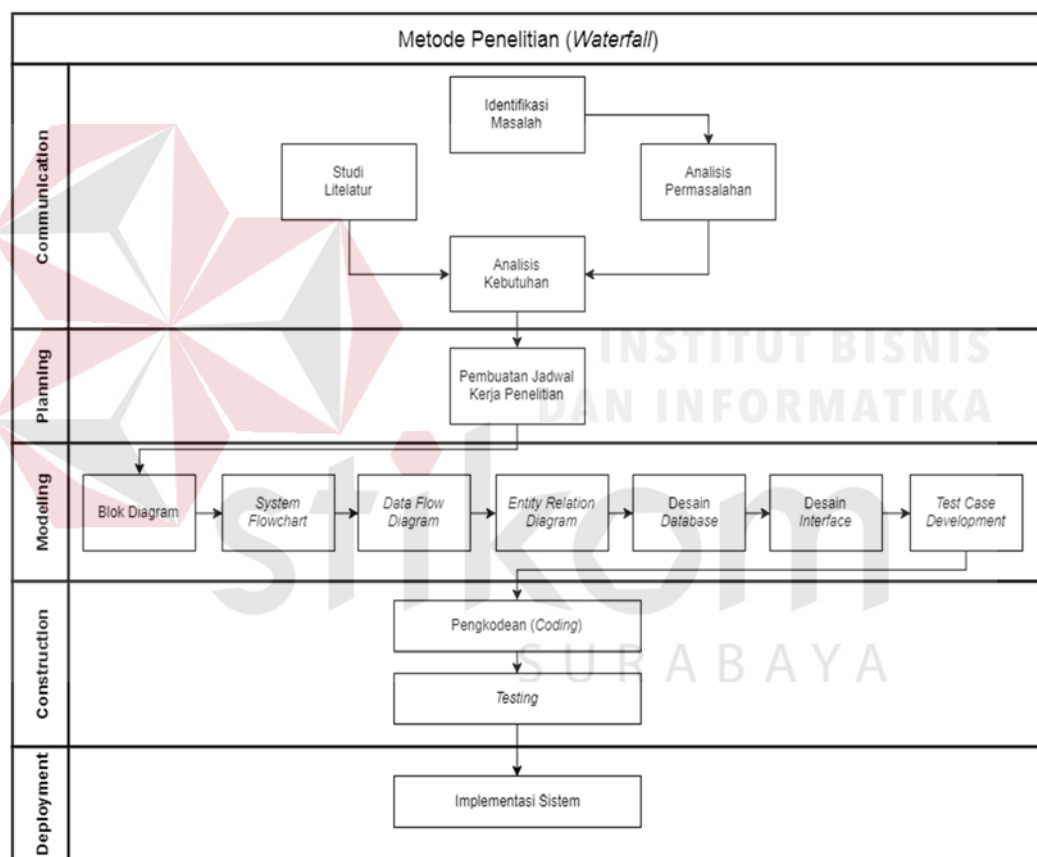 Metode Penelitian (Waterfall)
Communication
Identifikasi
Masalah
Studi
Litelatur
Analisis
Permasalahan
Analisis
Kebutuhan
Planning
Pembuatan Jadwal
Kerja Penelitian
INSTITUT BISNIS
DAN INFORMATIKA
Modeling
Blok Diagram
System
Flowchart
Data Flow
Diagram
Entity Relation
Diagram
Desain
Database
Desain
Interface
Test Case
Development
stikom
SURABAYA
Construction
Pengkodean (Coding)
Testing
Deployment
Implementasi Sistem